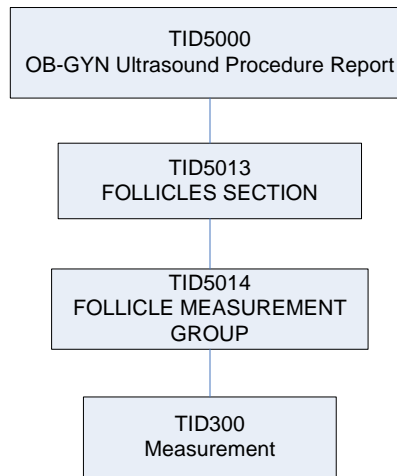 TID5000
OB-GYN Ultrasound Procedure Report
TID5013
FOLLICLES SECTION
TID5014
FOLLICLE MEASUREMENT
GROUP
TID300
Measurement